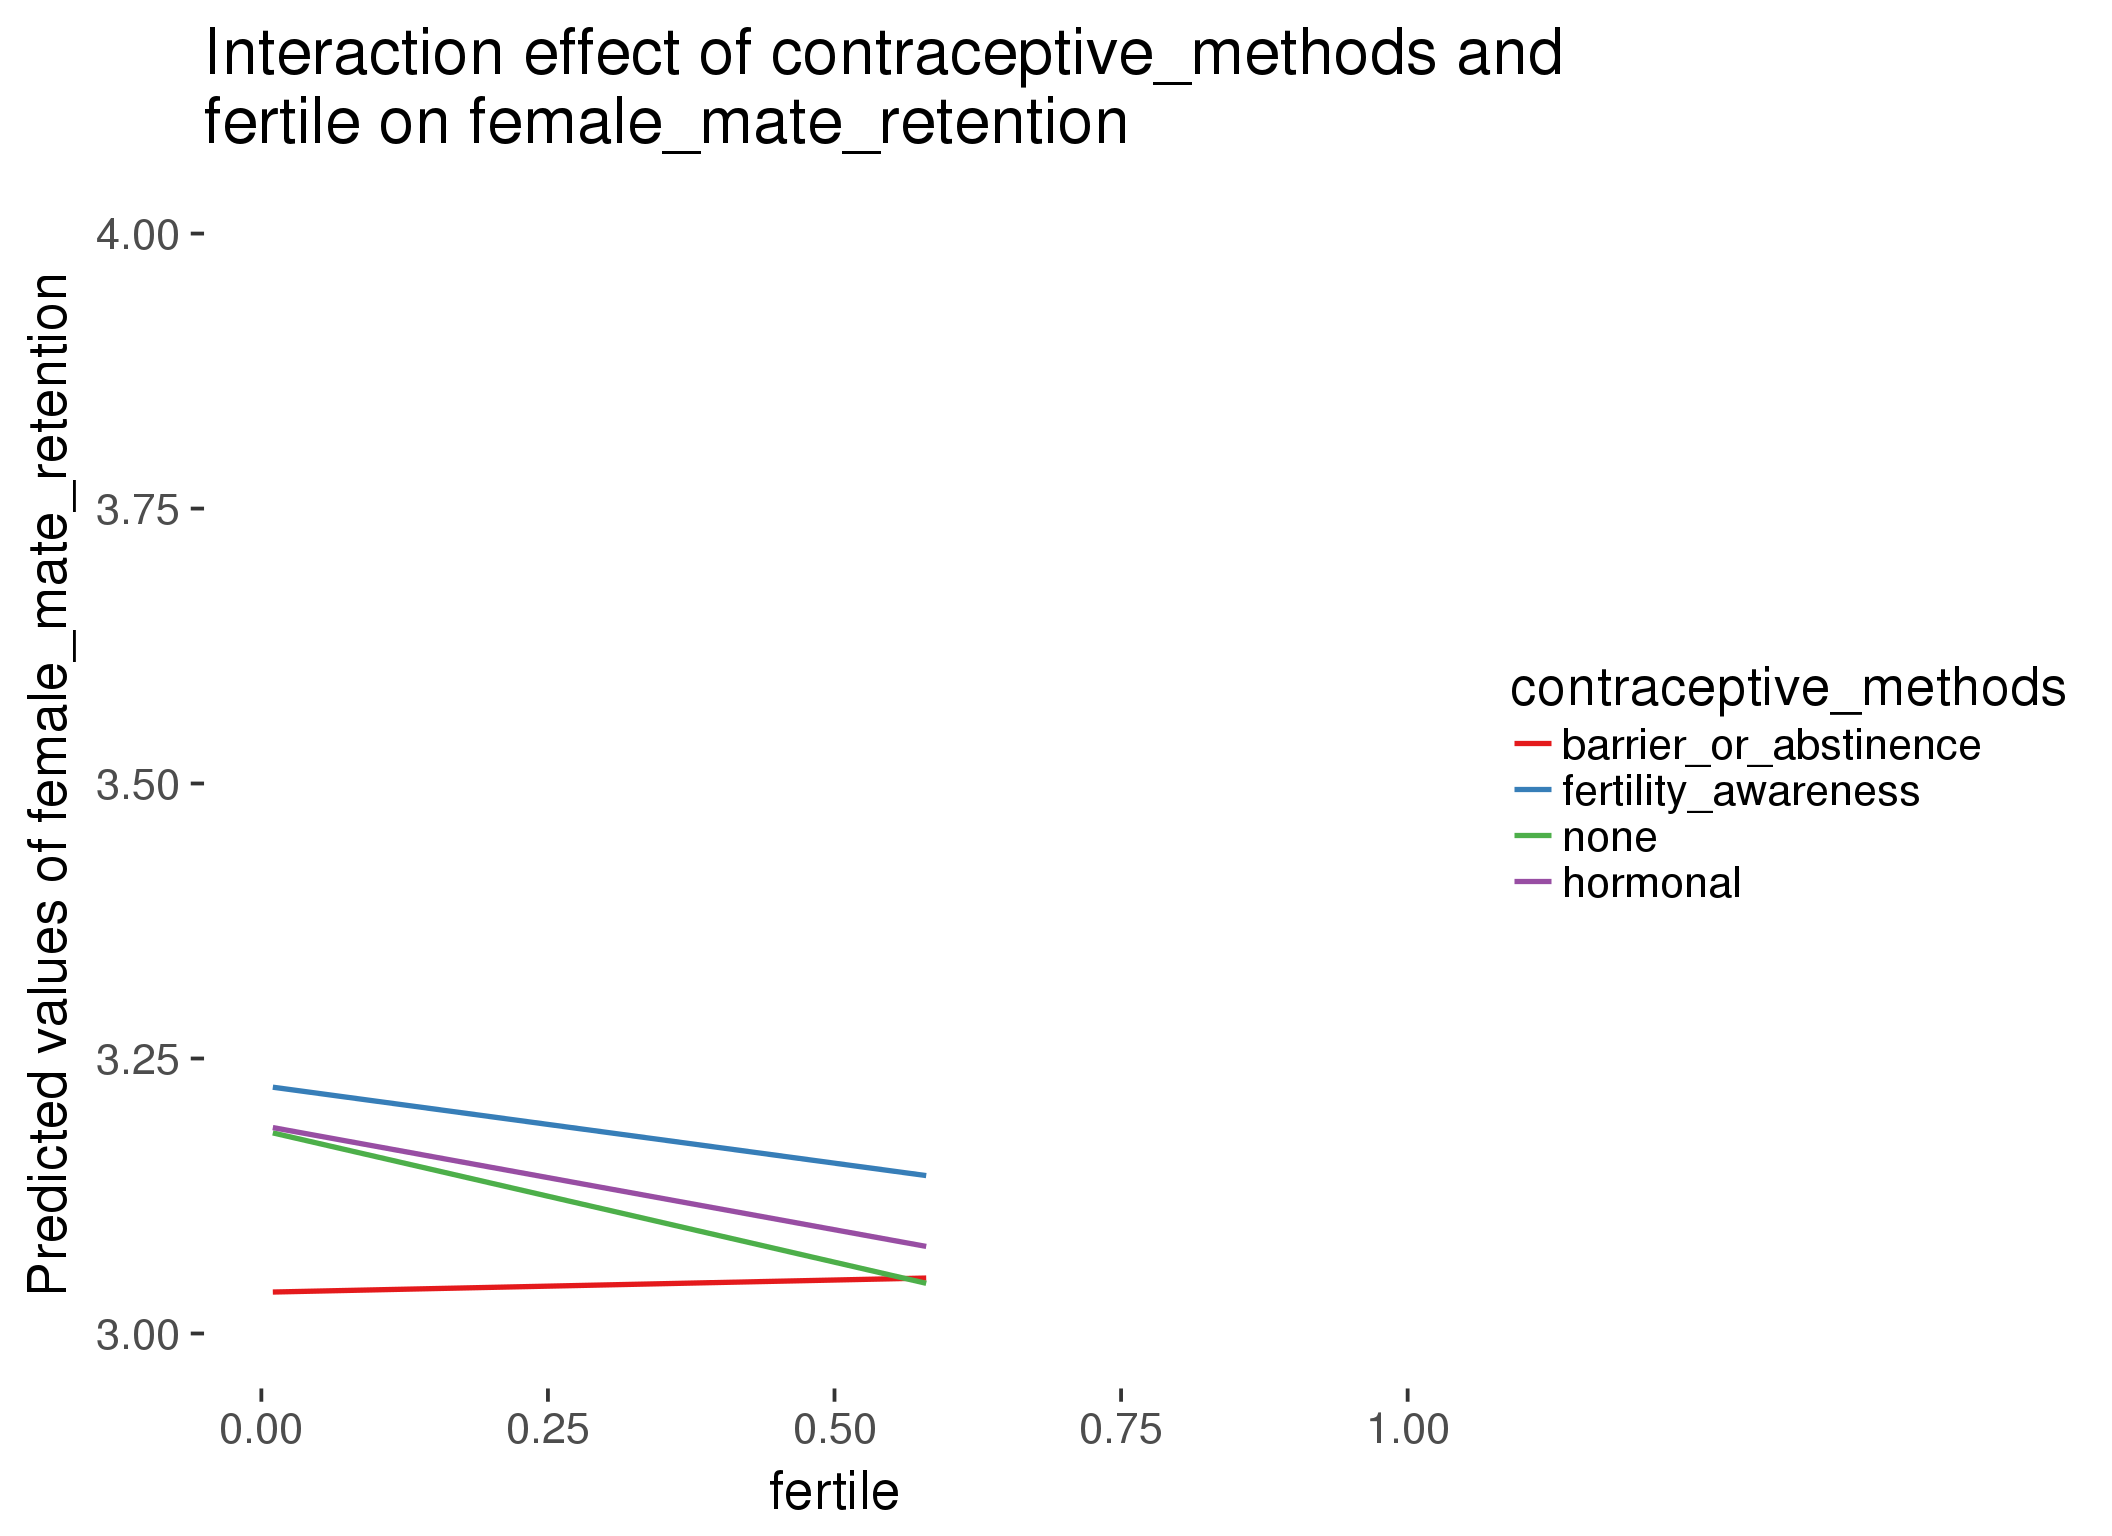 Interaction effect of contraceptive_methods and
fertile on female_mate_retention
Predicted values of female_mate_retention
4.00
3.75
3.50
3.25
3.00
0.00 0.25 0.50 0.75 1.00
fertile
contraceptive_methods
barrier_or_abstinence
fertility_awareness
none
hormonal